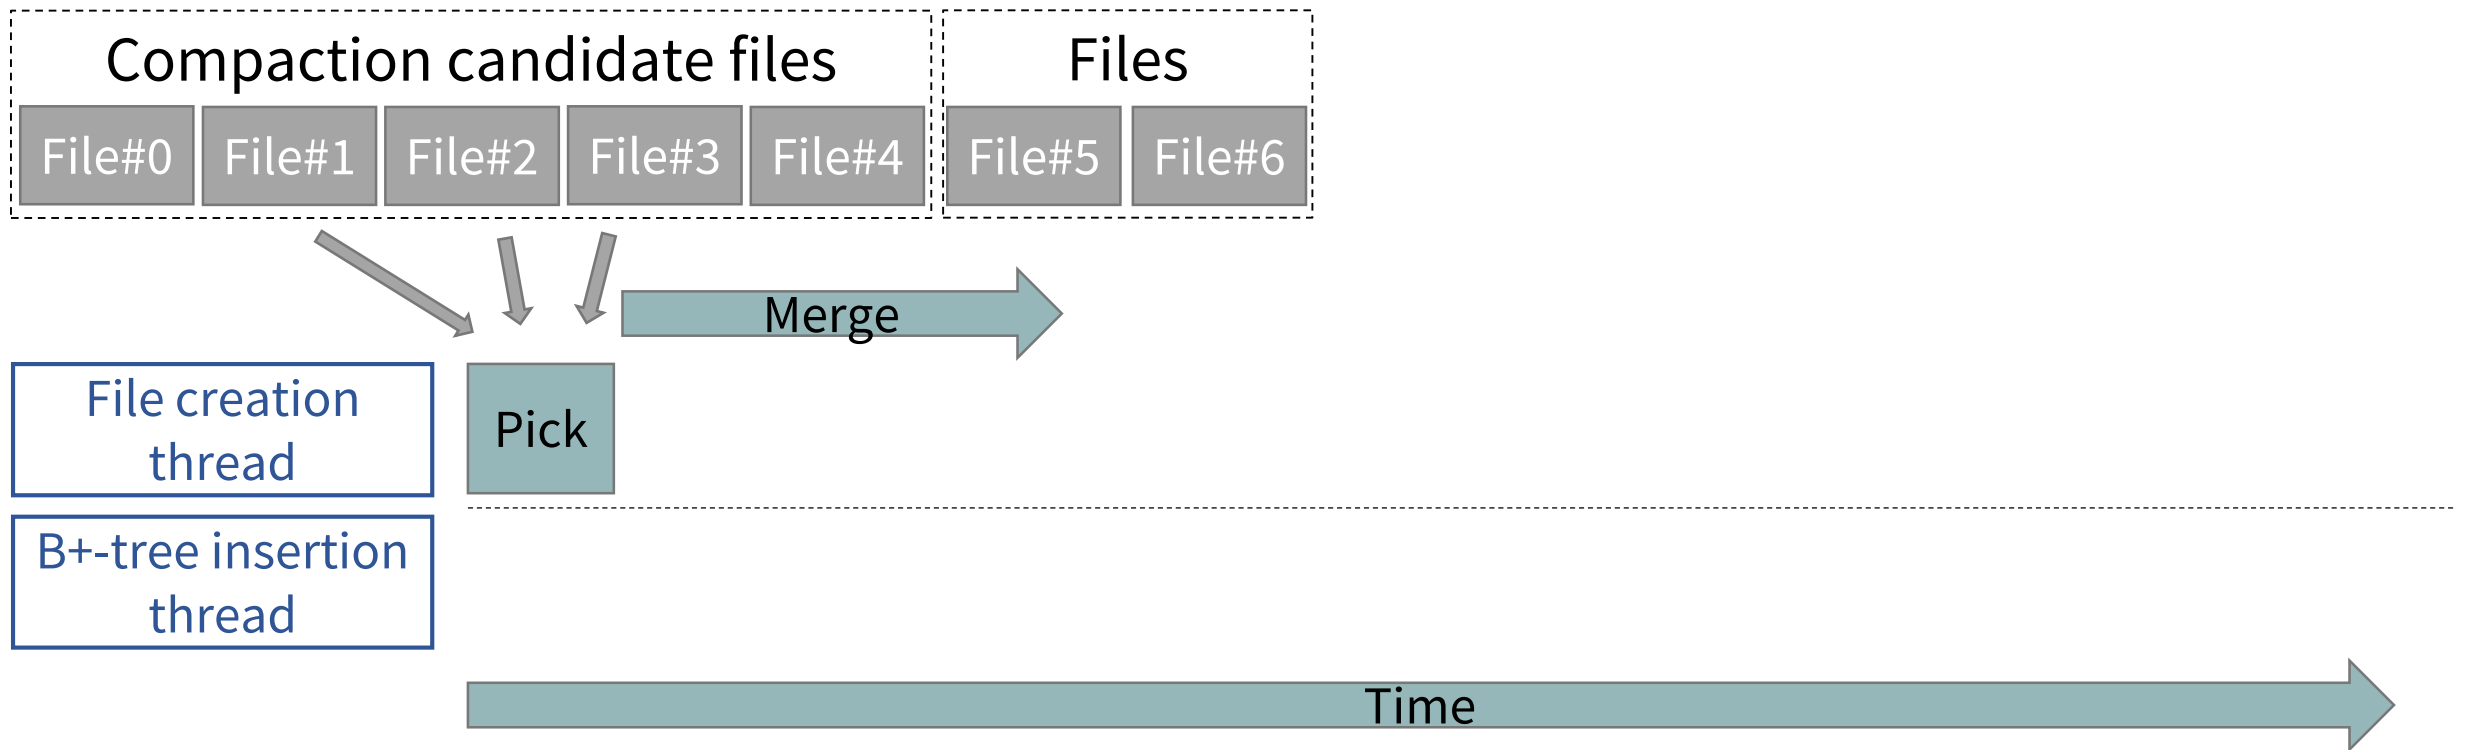 Compaction candidate files
Files
File#0
File#1
File#2
File#3
File#4
File#5
File#6
Merge
File creation
thread
Pick
B+-tree insertion
thread
Time